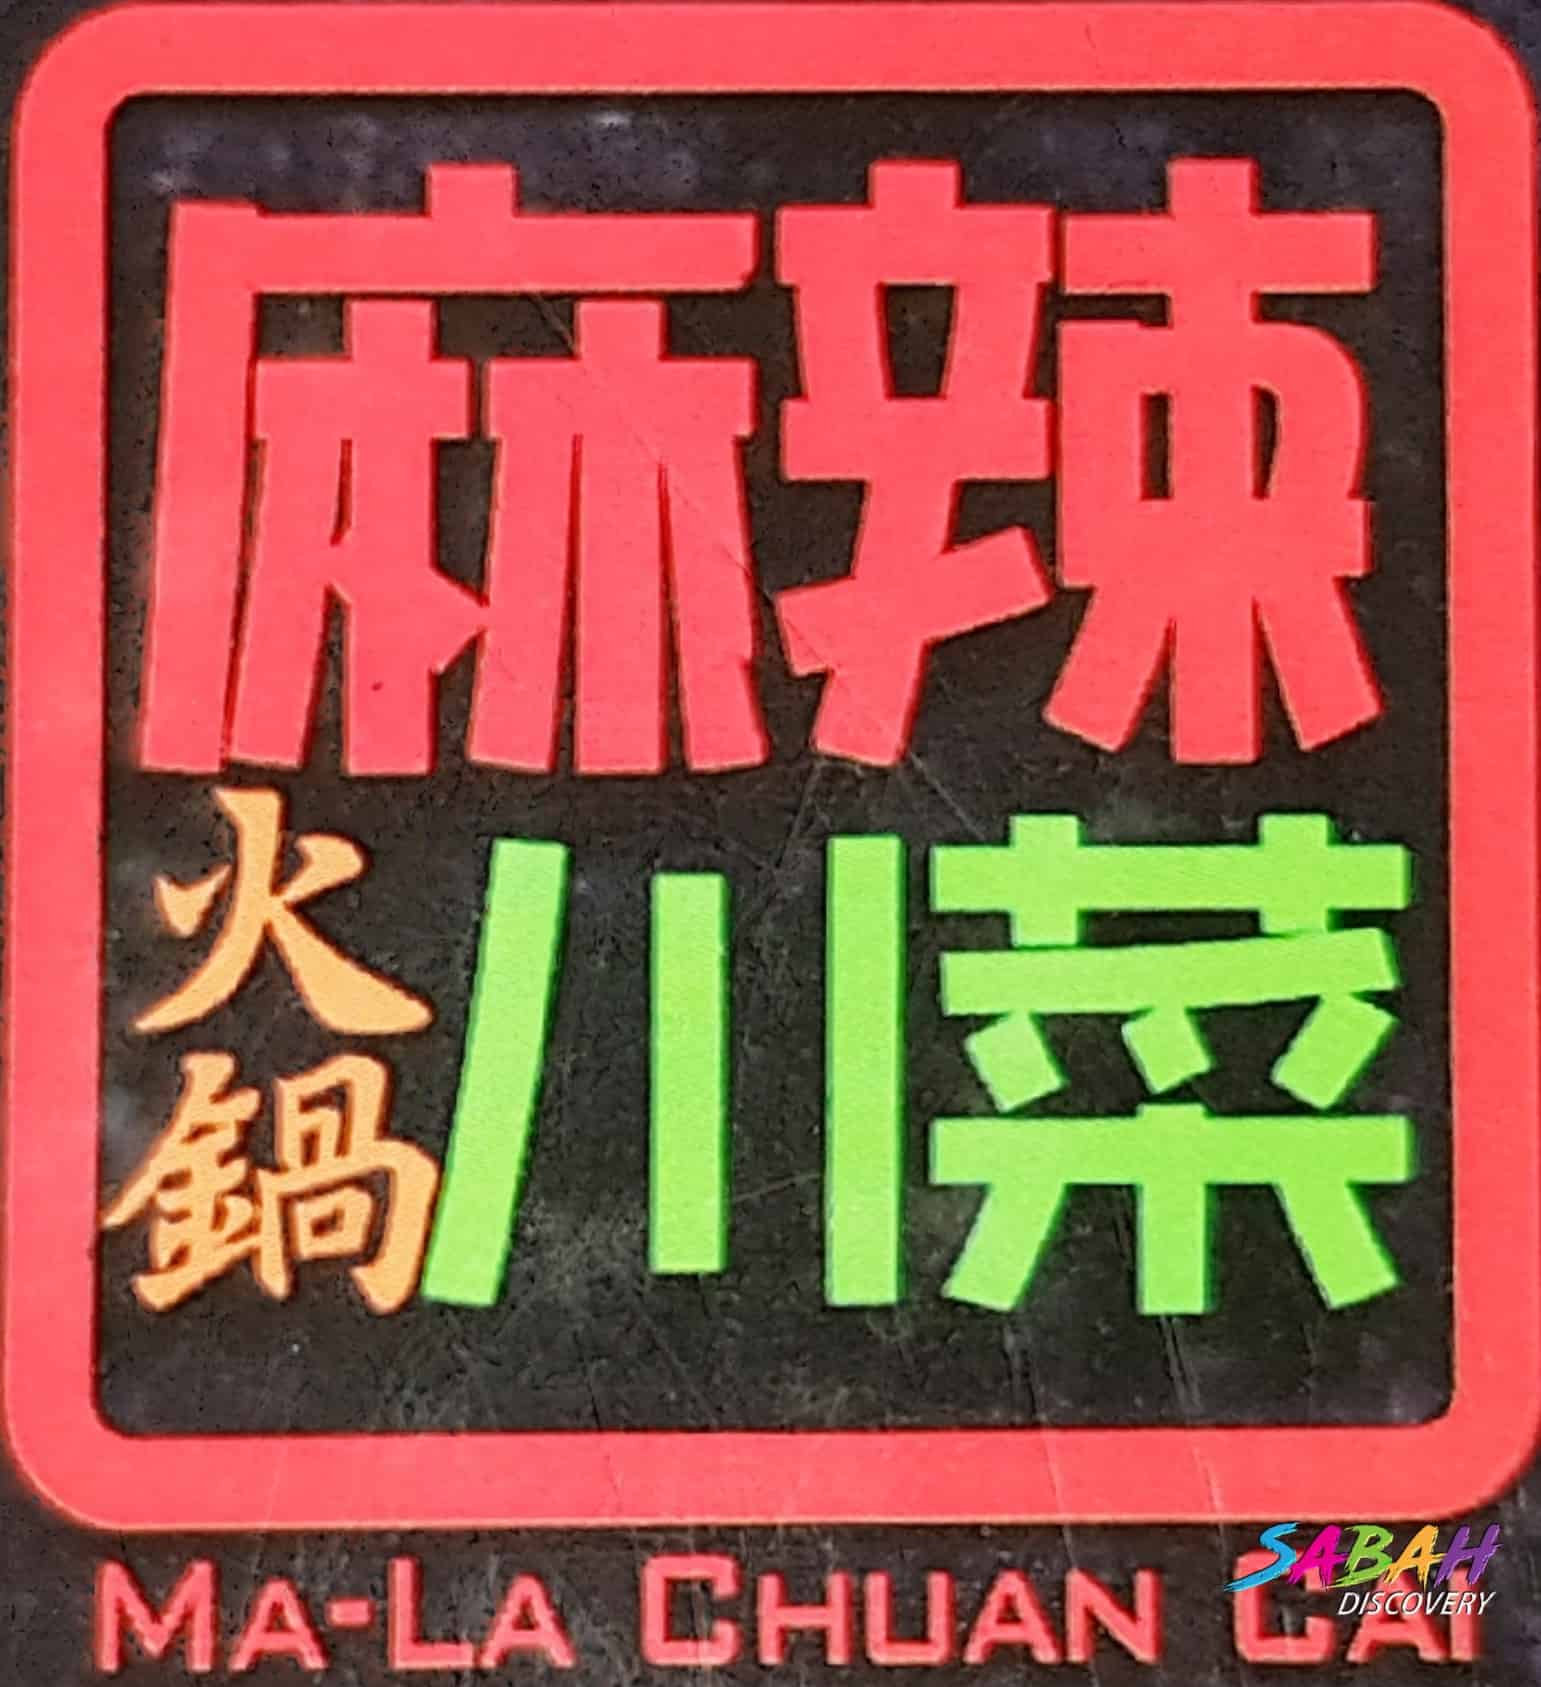 麻辣
火鍋
川菜
MA-LA CHUAN CAI
SABAH
DISCOVERY